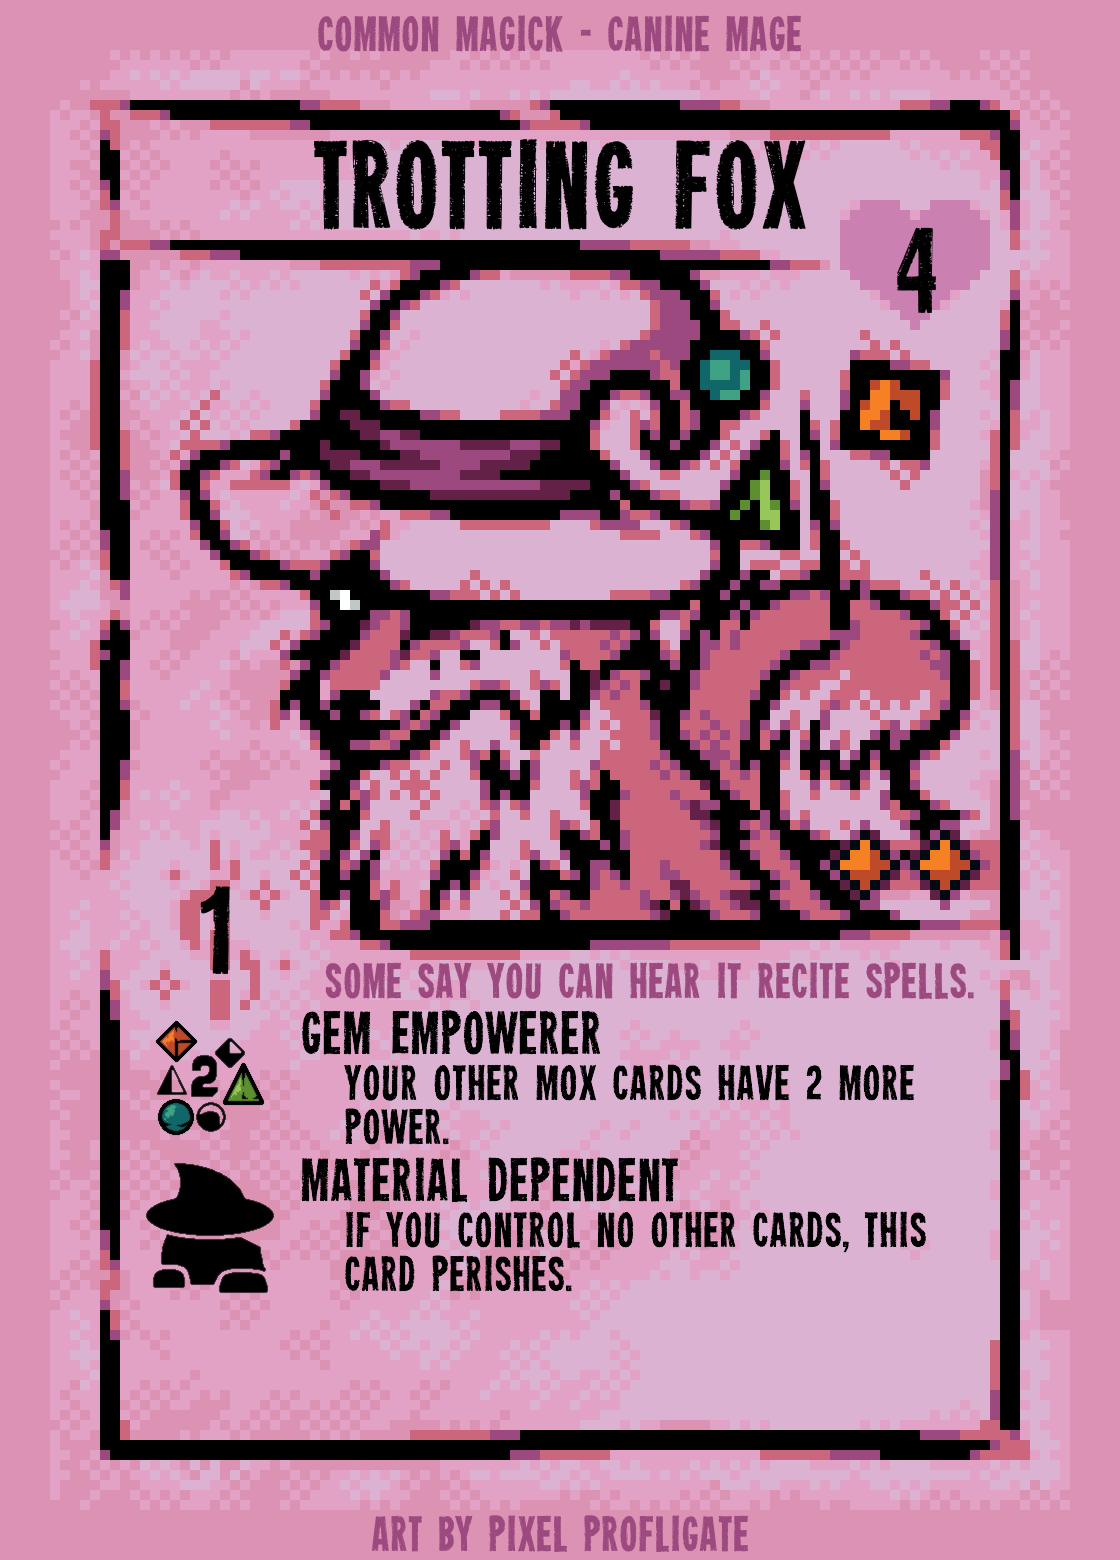 COMMON MAGICK - CANINE MAGE
TROTTING FOX
4
1
SOME SAY YOU CAN HEAR IT RECITE SPELLS.
GEM EMPOWERER
2
YOUR OTHER MOX CARDS HAVE 2 MORE
POWER.
MATERIAL DEPENDENT
IF YOU CONTROL NO OTHER CARDS, THIS
CARD PERISHES.
ART BY PIXEL PROFLIGATE